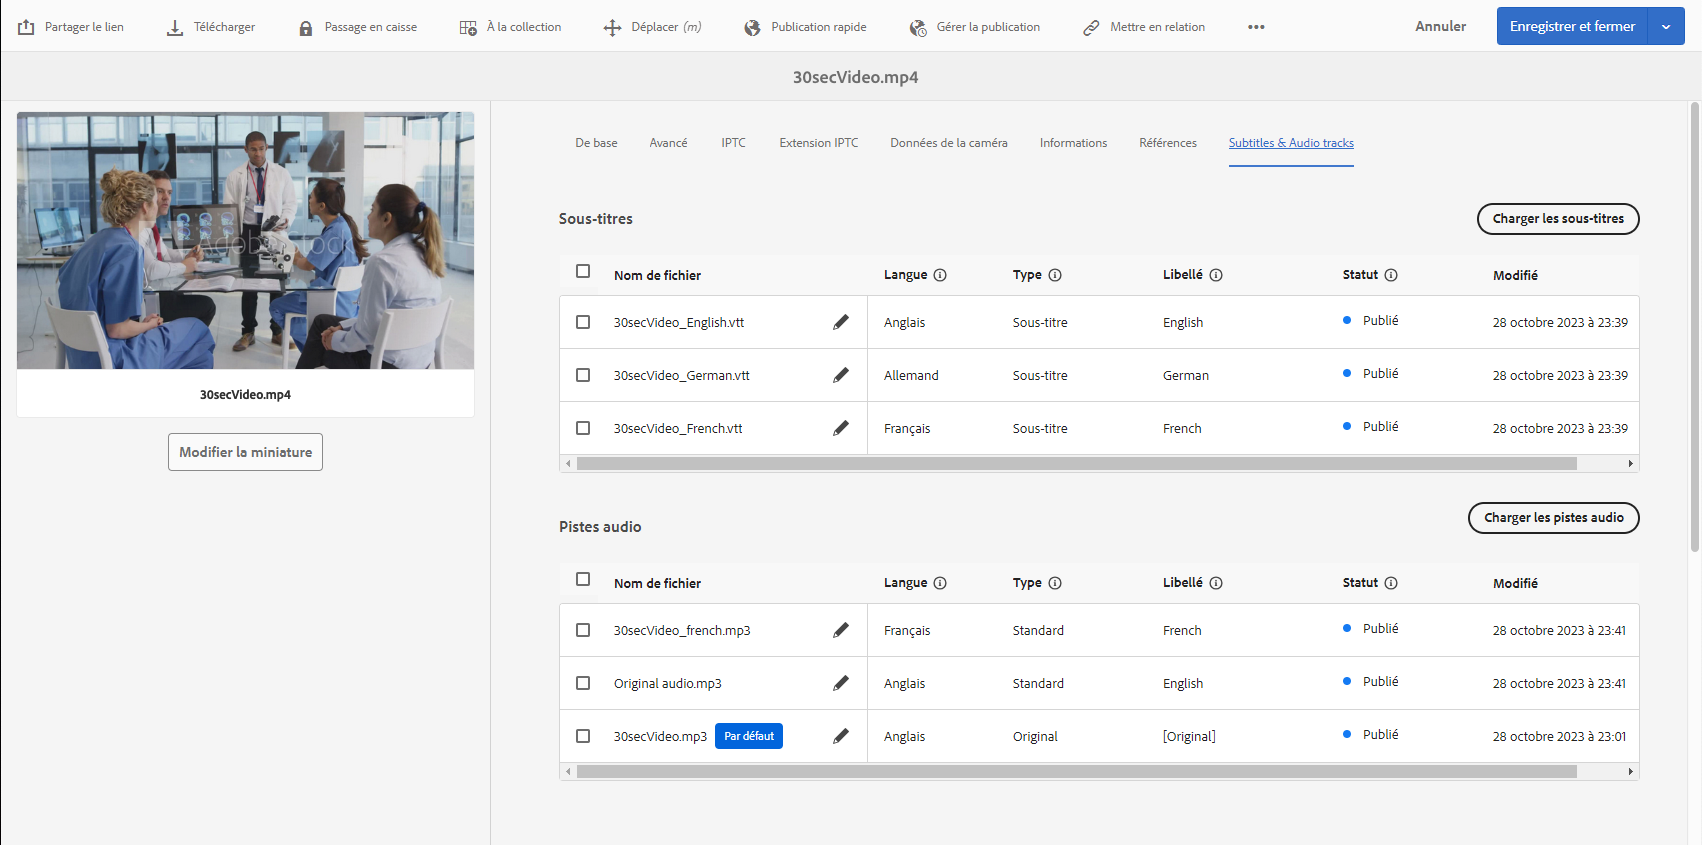 Partager le lien Télécharger Passage en caisse À la collection Déplacer (m) Publication rapide Gérer la publication Mettre en relation ••• Annuler Enregistrer et fermer
30secVideo.mp4
De base Avancé IPTC Extension IPTC Données de la caméra Informations Références Subtitles & Audio tracks
Adobe Stock
30secVideo.mp4
Modifier la miniature
Sous-titres Charger les sous-titres
Nom de fichier Langue Type Libellé Statut Modifié
30secVideo_English.vtt Anglais Sous-titre English Publié 28 octobre 2023 à 23:39
30secVideo_German.vtt Allemand Sous-titre German Publié 28 octobre 2023 à 23:39
30secVideo_French.vtt Français Sous-titre French Publié 28 octobre 2023 à 23:39
Pistes audio Charger les pistes audio
Nom de fichier Langue Type Libellé Statut Modifié
30secVideo_french.mp3 Français Standard French Publié 28 octobre 2023 à 23:41
Original audio.mp3 Anglais Standard English Publié 28 octobre 2023 à 23:41
30secVideo.mp3 Par défaut Anglais Original [Original] Publié 28 octobre 2023 à 23:01